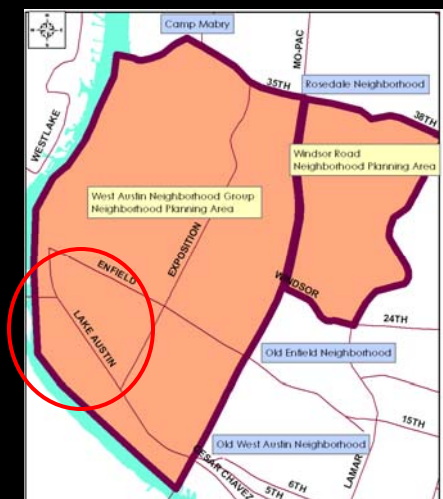 Camp Mabry
MO-PAC
35TH
Rosedale Neighborhood
38TH
WESTLAKE
Windsor Road
Neighborhood Planning Area
West Austin Neighborhood Group
Neighborhood Planning Area
EXPOSITION
ENFIELD
WINDSOR
LAKE AUSTIN
24TH
Old Enfield Neighborhood
15TH
Old West Austin Neighborhood
LAMAR
CESAR CHAVEZ
6TH
5TH